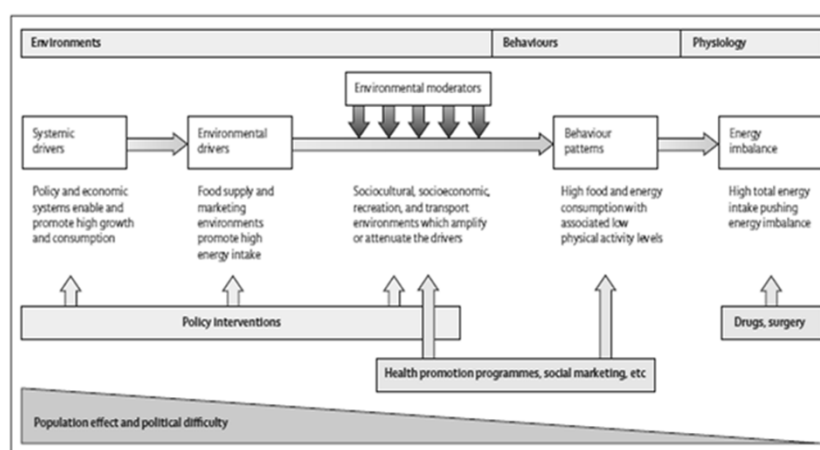 Environments
Behaviours
Physiology
Environmental moderators
Systemic
drivers
Environmental
drivers
Behaviour
patterns
Energy
imbalance
Policy and economic
systems enable and
promote high growth
and consumption
Food supply and
marketing
environments
promote high
energy intake
Sociocultural, socioeconomic,
recreation, and transport
environments which amplify
or attenuate the drivers
High food and energy
consumption with
associated low
physical activity levels
High total energy
intake pushing
energy imbalance
Policy interventions
Drugs, surgery
Health promotion programmes, social marketing, etc
Population effect and political difficulty